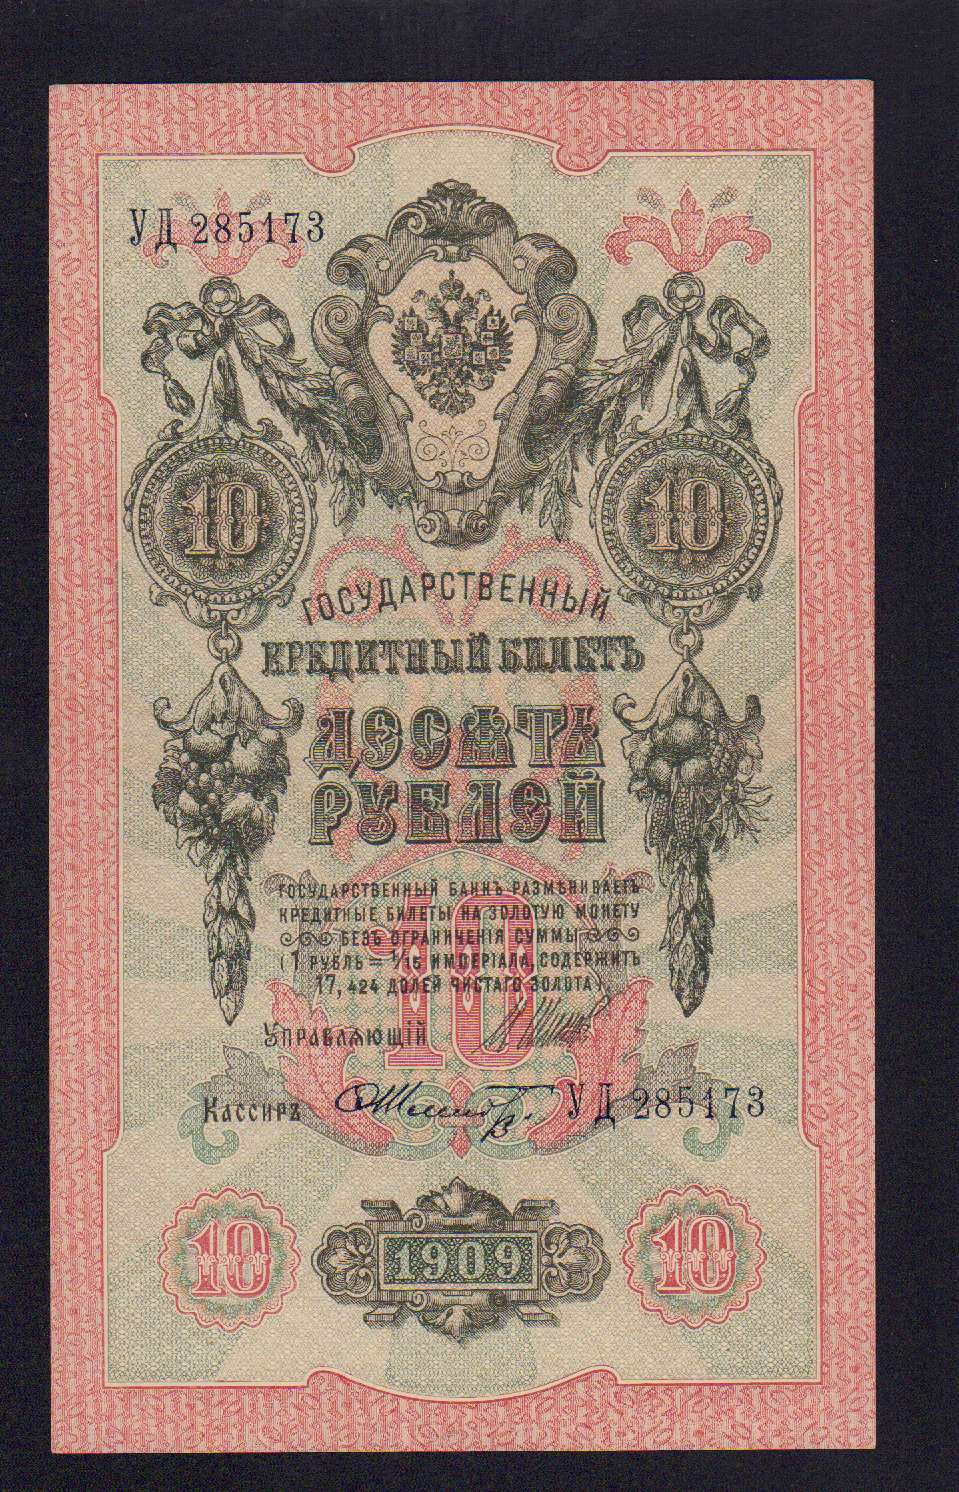 УД 285173
10 10
ГОСУДАРСТВЕННЫЙ
КРЕДИТНЫЙ БИЛЕТЪ
ДЕСЯТЬ
РУБЛЕЙ
ГОСУДАРСТВЕННЫЙ БАНКЪ РАЗМѢНИВАЕТЪ
КРЕДИТНЫЕ БИЛЕТЫ НА ЗОЛОТУЮ МОНЕТУ
БЕЗЪ ОГРАНИЧЕНІЯ СУММЫ
(1 РУБЛЬ = 1/15 ИМПЕРІАЛА, СОДЕРЖИТЪ
17,424 ДОЛЕЙ ЧИСТАГО ЗОЛОТА).
10
УПРАВЛЯЮЩІЙ
КАССИРЪ УД 285173
10 1909 10